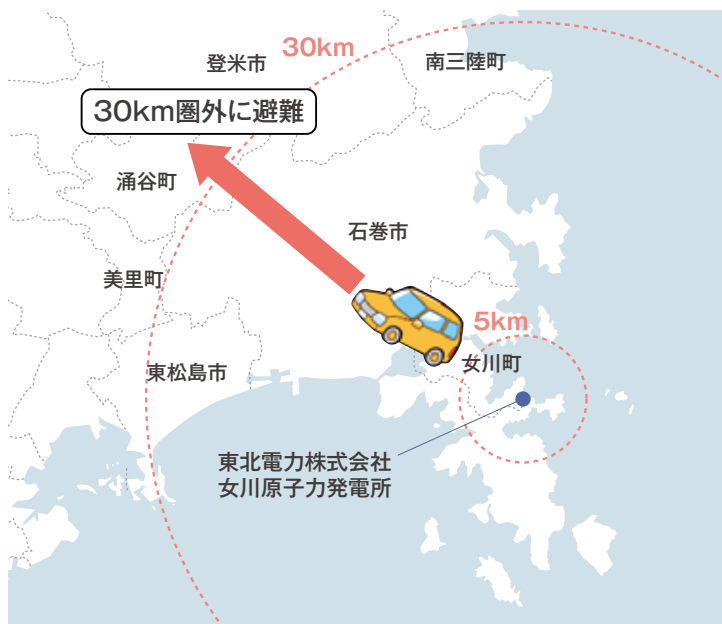 30km
登米市
南三陸町
30km圏外に避難
涌谷町
石巻市
美里町
5km
東松島市
女川町
東北電力株式会社
女川原子力発電所